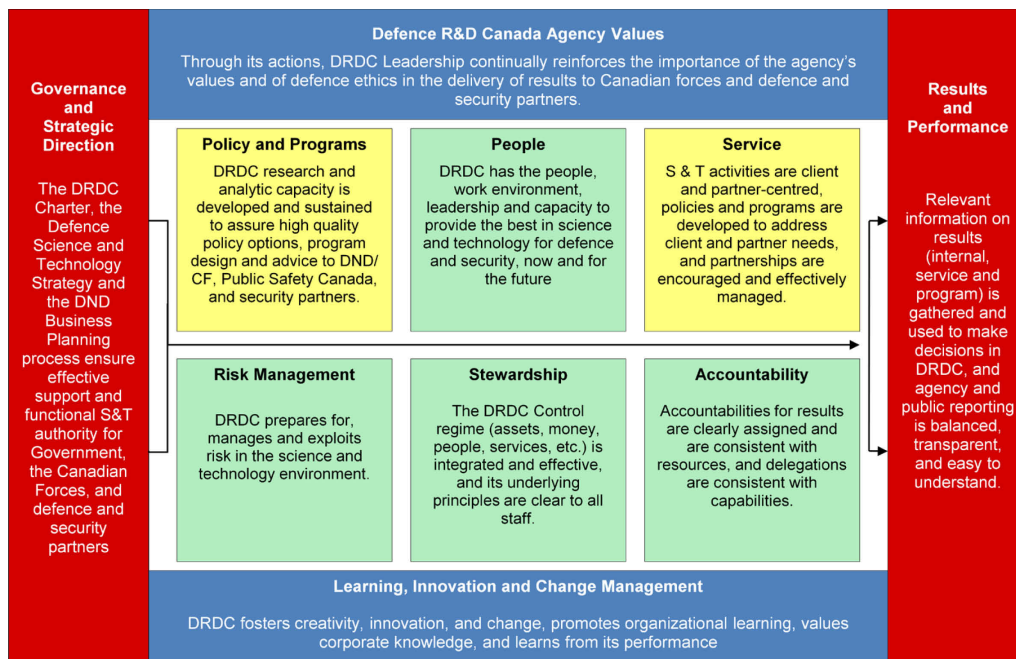 Defence R&D Canada Agency Values
Through its actions, DRDC Leadership continually reinforces the importance of the agency's
values and of defence ethics in the delivery of results to Canadian forces and defence and
security partners.
Governance
and
Strategic
Direction
The DRDC
Charter, the
Defence
Science and
Technology
Strategy and
the DND
Business
Planning
process ensure
effective
support and
functional S&T
authority for
Government,
the Canadian
Forces, and
defence and
security
partners
Policy and Programs
DRDC research and
analytic capacity is
developed and sustained
to assure high quality
policy options, program
design and advice to DND/
CF, Public Safety Canada,
and security partners.
People
DRDC has the people,
work environment,
leadership and capacity to
provide the best in science
and technology for defence
and security, now and for
the future
Service
S & T activities are client
and partner-centred,
policies and programs are
developed to address
client and partner needs,
and partnerships are
encouraged and effectively
managed.
Risk Management
DRDC prepares for,
manages and exploits
risk in the science and
technology environment.
Stewardship
The DRDC Control
regime (assets, money,
people, services, etc.) is
integrated and effective,
and its underlying
principles are clear to all
staff.
Accountability
Accountabilities for results
are clearly assigned and
are consistent with
resources, and delegations
are consistent with
capabilities.
Results
and
Performance
Relevant
information on
results
(internal,
service and
program) is
gathered and
used to make
decisions in
DRDC, and
agency and
public reporting
is balanced,
transparent,
and easy to
understand.
Learning, Innovation and Change Management
DRDC fosters creativity, innovation, and change, promotes organizational learning, values
corporate knowledge, and learns from its performance